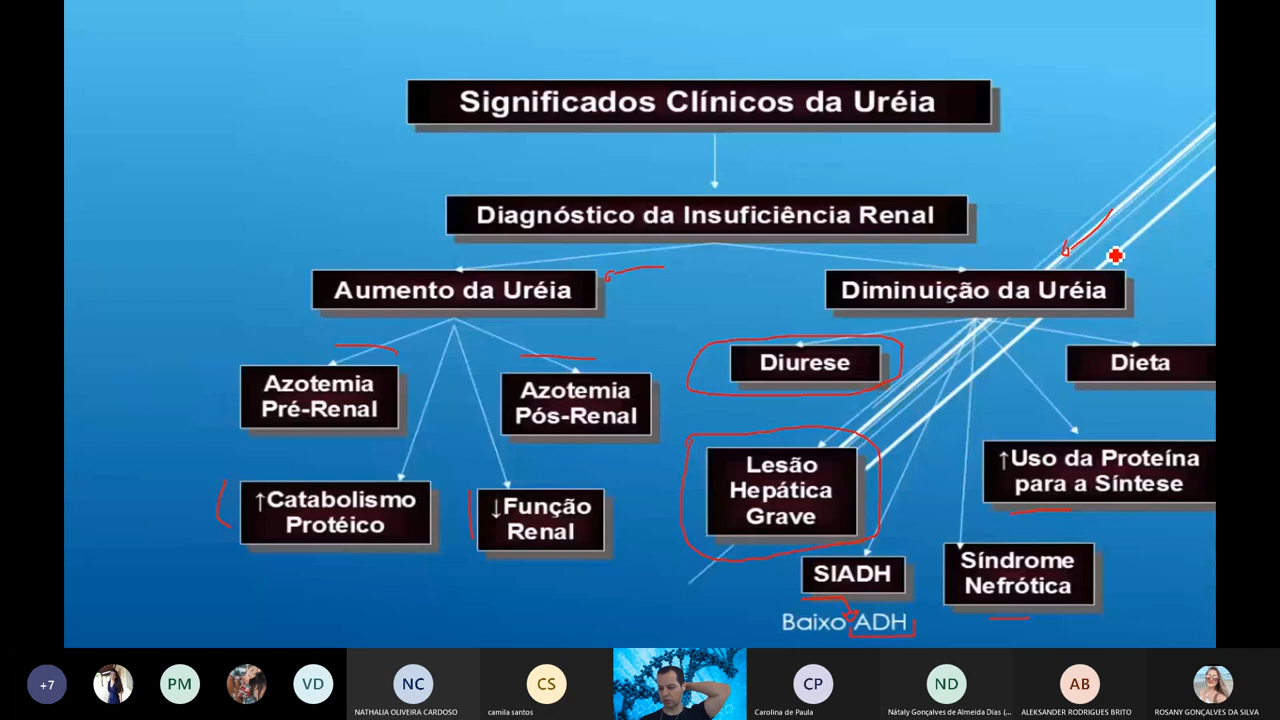 Significados Clínicos da Uréia
Diagnóstico da Insuficiência Renal
Aumento da Uréia
Diminuição da Uréia
Azotemia
Pré-Renal
Azotemia
Pós-Renal
↑Catabolismo
Protéico
↓Função
Renal
Diurese
Dieta
Lesão
Hepática
Grave
↑Uso da Proteína
para a Síntese
SIADH
Baixo ADH
Síndrome
Nefrótica
+7
PM
VD
NC
NATHALIA OLIVEIRA CARDOSO
CS
camila santos
CP
Carolina de Paula
ND
Nátaly Gonçalves de Almeida Dias (...
AB
ALEKSANDER RODRIGUES BRITO
ROSANY GONÇALVES DA SILVA